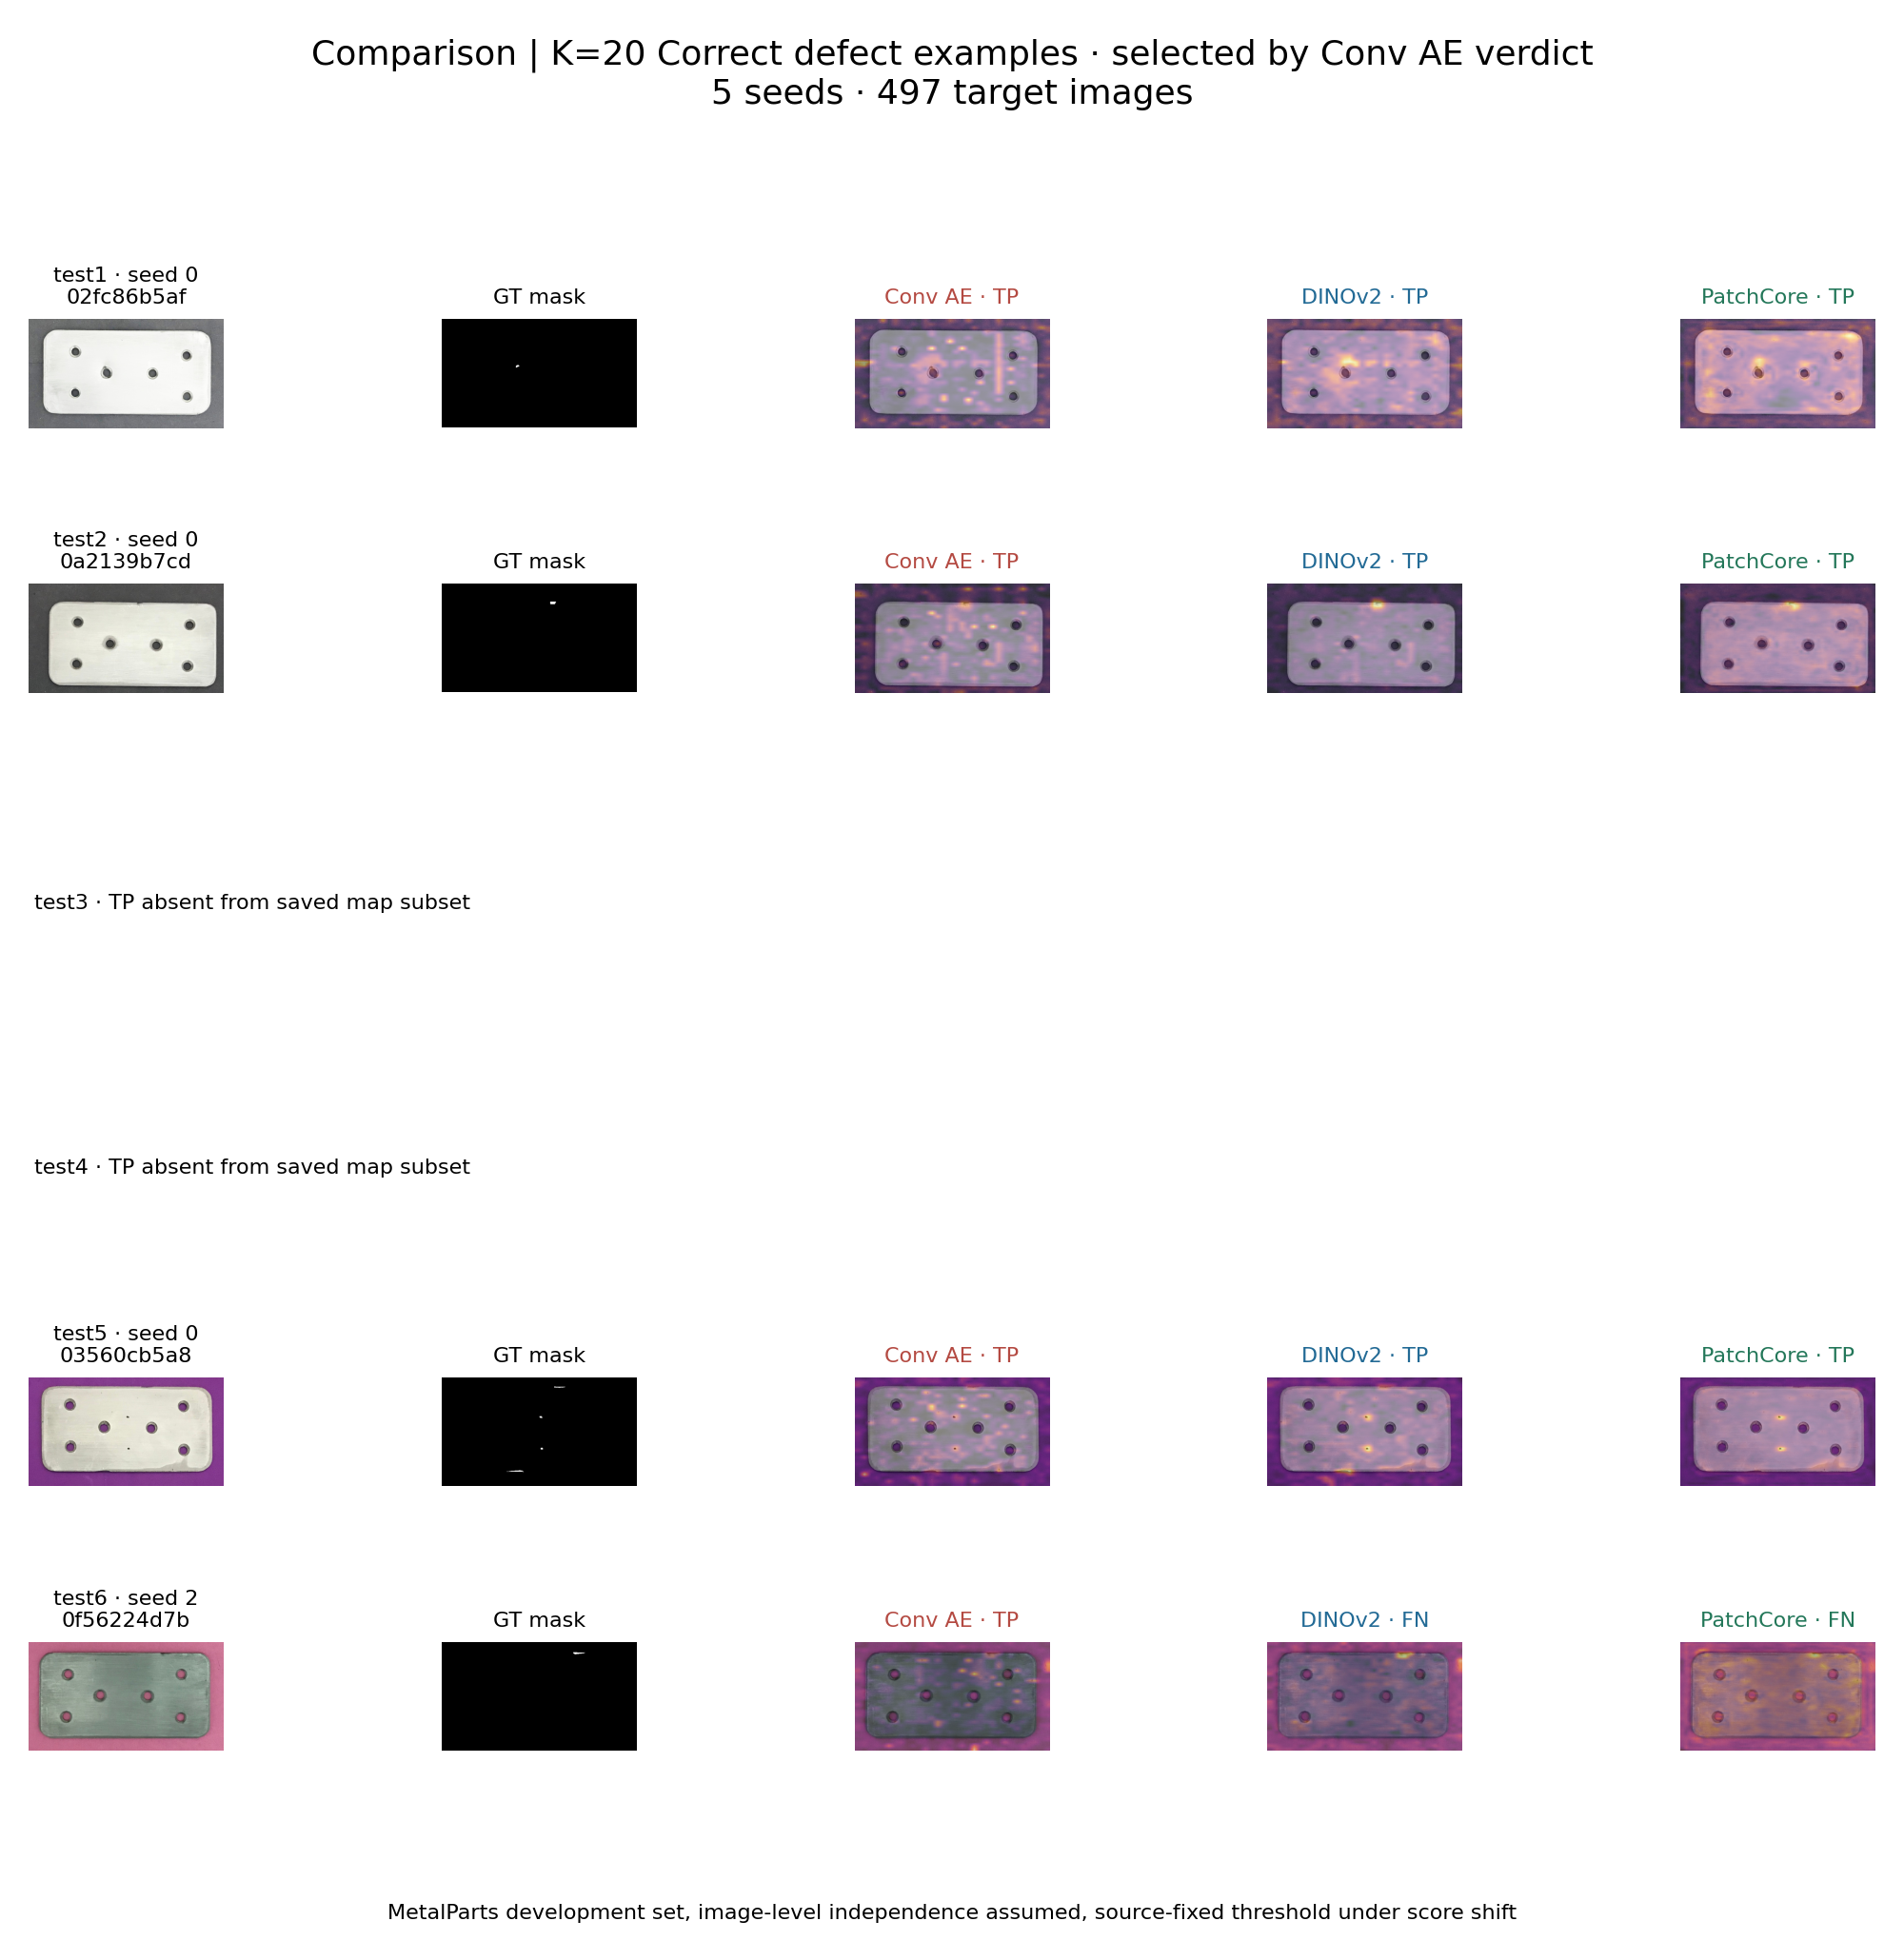 Comparison | K=20 Correct defect examples · selected by Conv AE verdict
5 seeds · 497 target images
test1 · seed 0
02fc86b5af
GT mask
Conv AE · TP
DINOv2 · TP
PatchCore · TP
test2 · seed 0
0a2139b7cd
GT mask
Conv AE · TP
DINOv2 · TP
PatchCore · TP
test3 · TP absent from saved map subset
test4 · TP absent from saved map subset
test5 · seed 0
03560cb5a8
GT mask
Conv AE · TP
DINOv2 · TP
PatchCore · TP
test6 · seed 2
0f56224d7b
GT mask
Conv AE · TP
DINOv2 · FN
PatchCore · FN
MetalParts development set, image-level independence assumed, source-fixed threshold under score shift